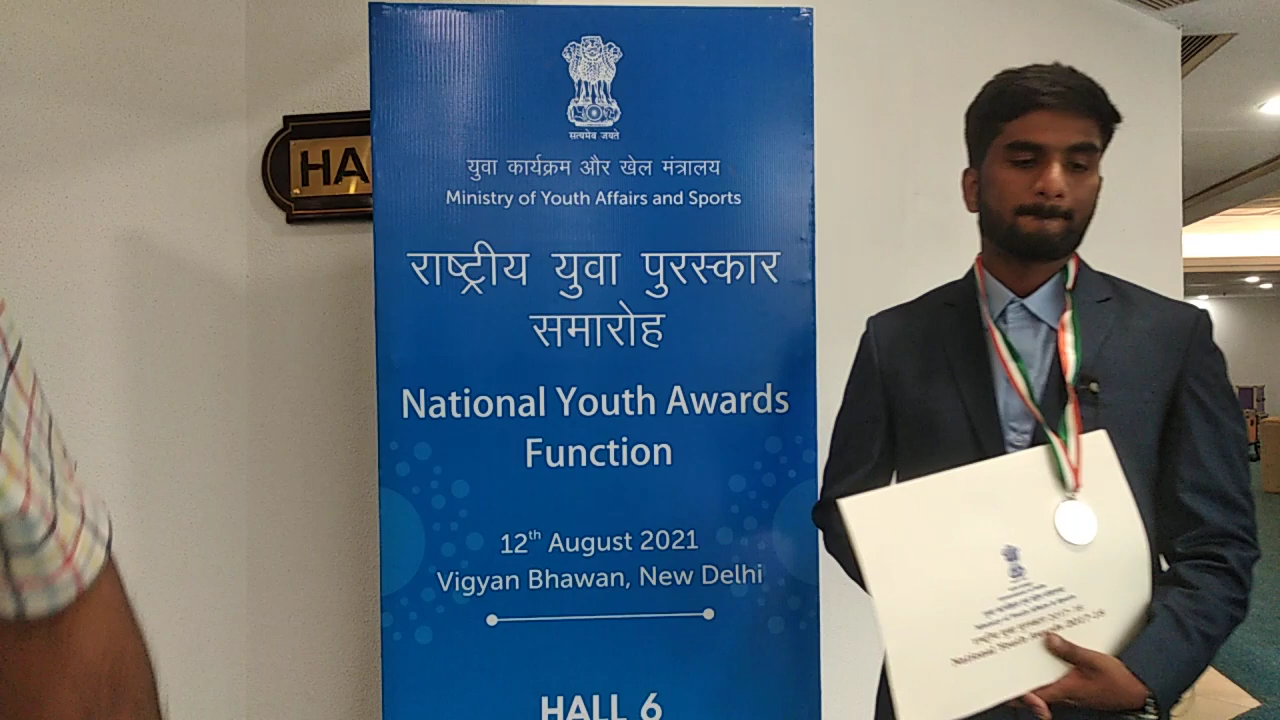 HA
सत्यमेव जयते
युवा कार्यक्रम और खेल मंत्रालय
Ministry of Youth Affairs and Sports
राष्ट्रीय युवा पुरस्कार
समारोह
National Youth Awards
Function
12th August 2021
Vigyan Bhawan, New Delhi
HALL 6